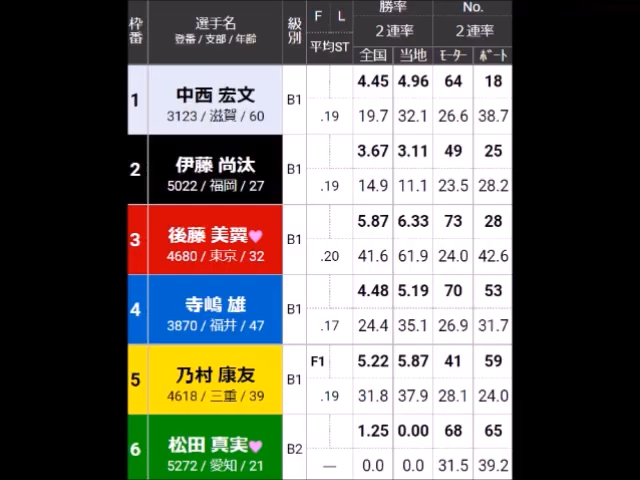 枠番 選手名 登番 / 支部 / 年齢 級別 F L 平均ST 勝率 2連率 全国 当地 No. 2連率 ﾓｰﾀｰ ﾎﾞｰﾄ
1 中西 宏文 B1 4.45 4.96 64 18
3123 / 滋賀 / 60 .19 19.7 32.1 26.6 38.7
2 伊藤 尚汰 B1 3.67 3.11 49 25
5022 / 福岡 / 27 .19 14.9 11.1 23.5 28.2
3 後藤 美翼 B1 5.87 6.33 73 28
4680 / 東京 / 32 .20 41.6 61.9 24.0 42.6
4 寺嶋 雄 B1 4.48 5.19 70 53
3870 / 福井 / 47 .17 24.4 35.1 26.9 31.7
5 乃村 康友 B1 F1 5.22 5.87 41 59
4618 / 三重 / 39 .19 31.8 37.9 28.1 24.0
6 松田 真実 B2 1.25 0.00 68 65
5272 / 愛知 / 21 — 0.0 0.0 31.5 39.2